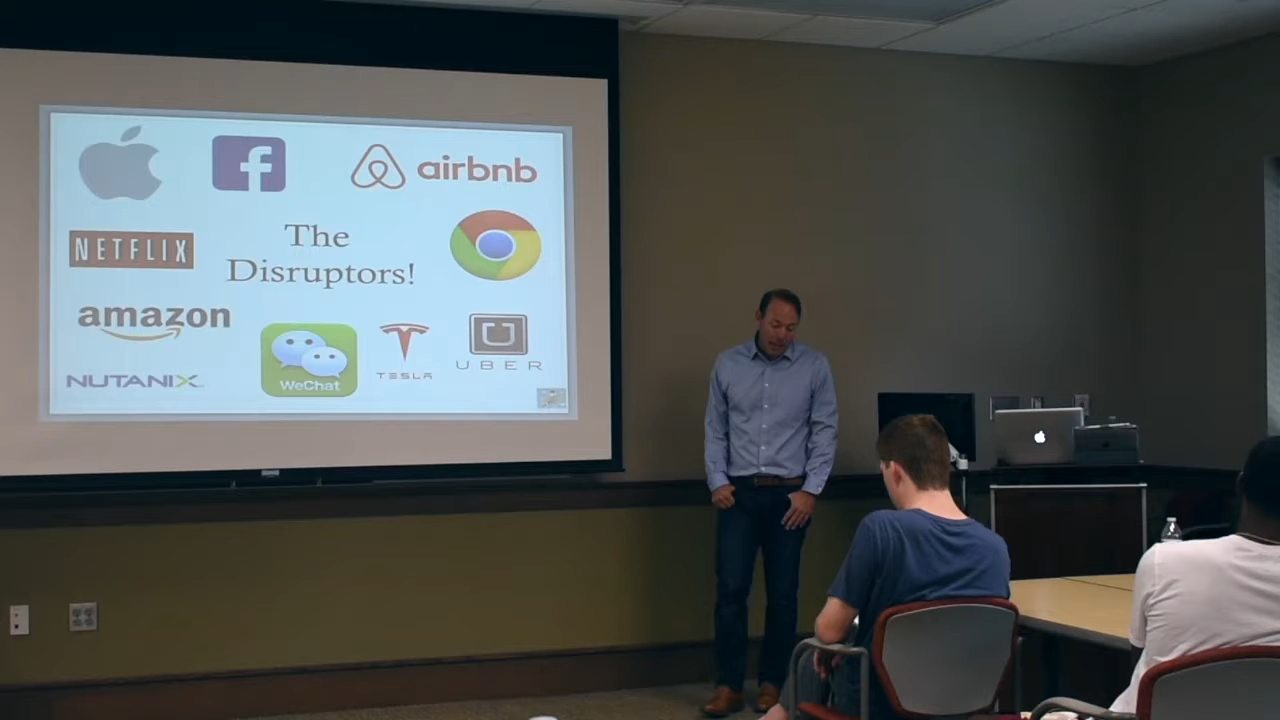 airbnb
NETFLIX
The
Disruptors!
amazon
WeChat
TESLA
UBER
NUTANIX